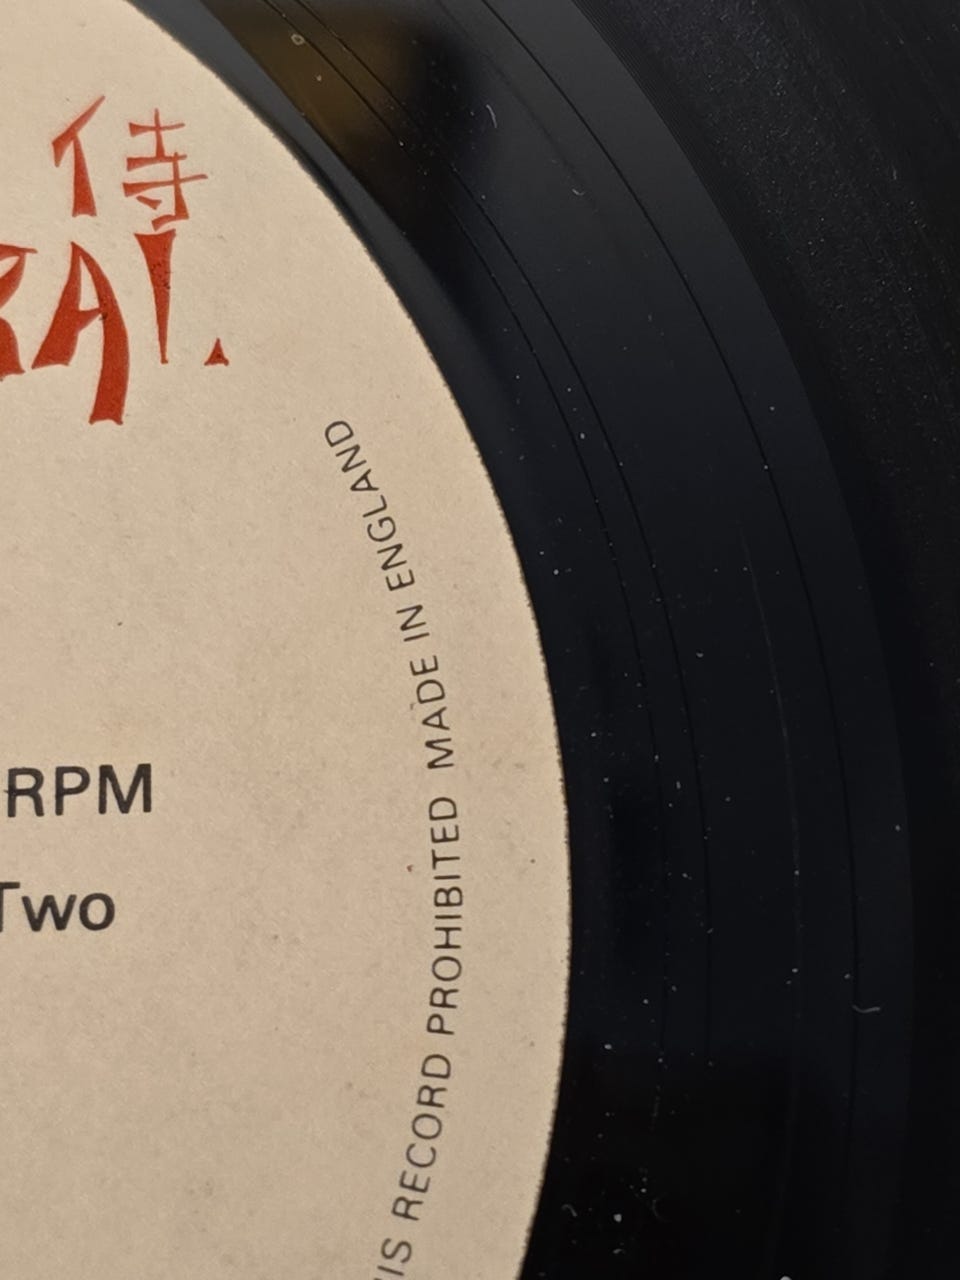 侍
RAI.
RPM
Two
IS RECORD PROHIBITED MADE IN ENGLAND